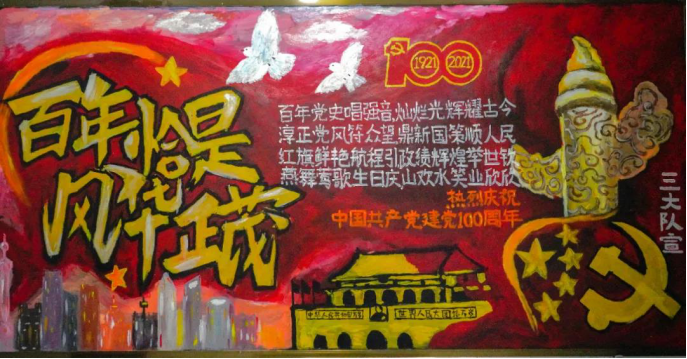 百年恰是
风华正茂
100
1921 2021
百年党史唱强音,灿烂光辉耀古今
淳正党风符众望,鼎新国策顺人民
红旗鲜艳航程引,政绩辉煌举世钦
燕舞莺歌生日庆,山欢水笑业欣欣
热烈庆祝
中国共产党建党100周年
三大队宣